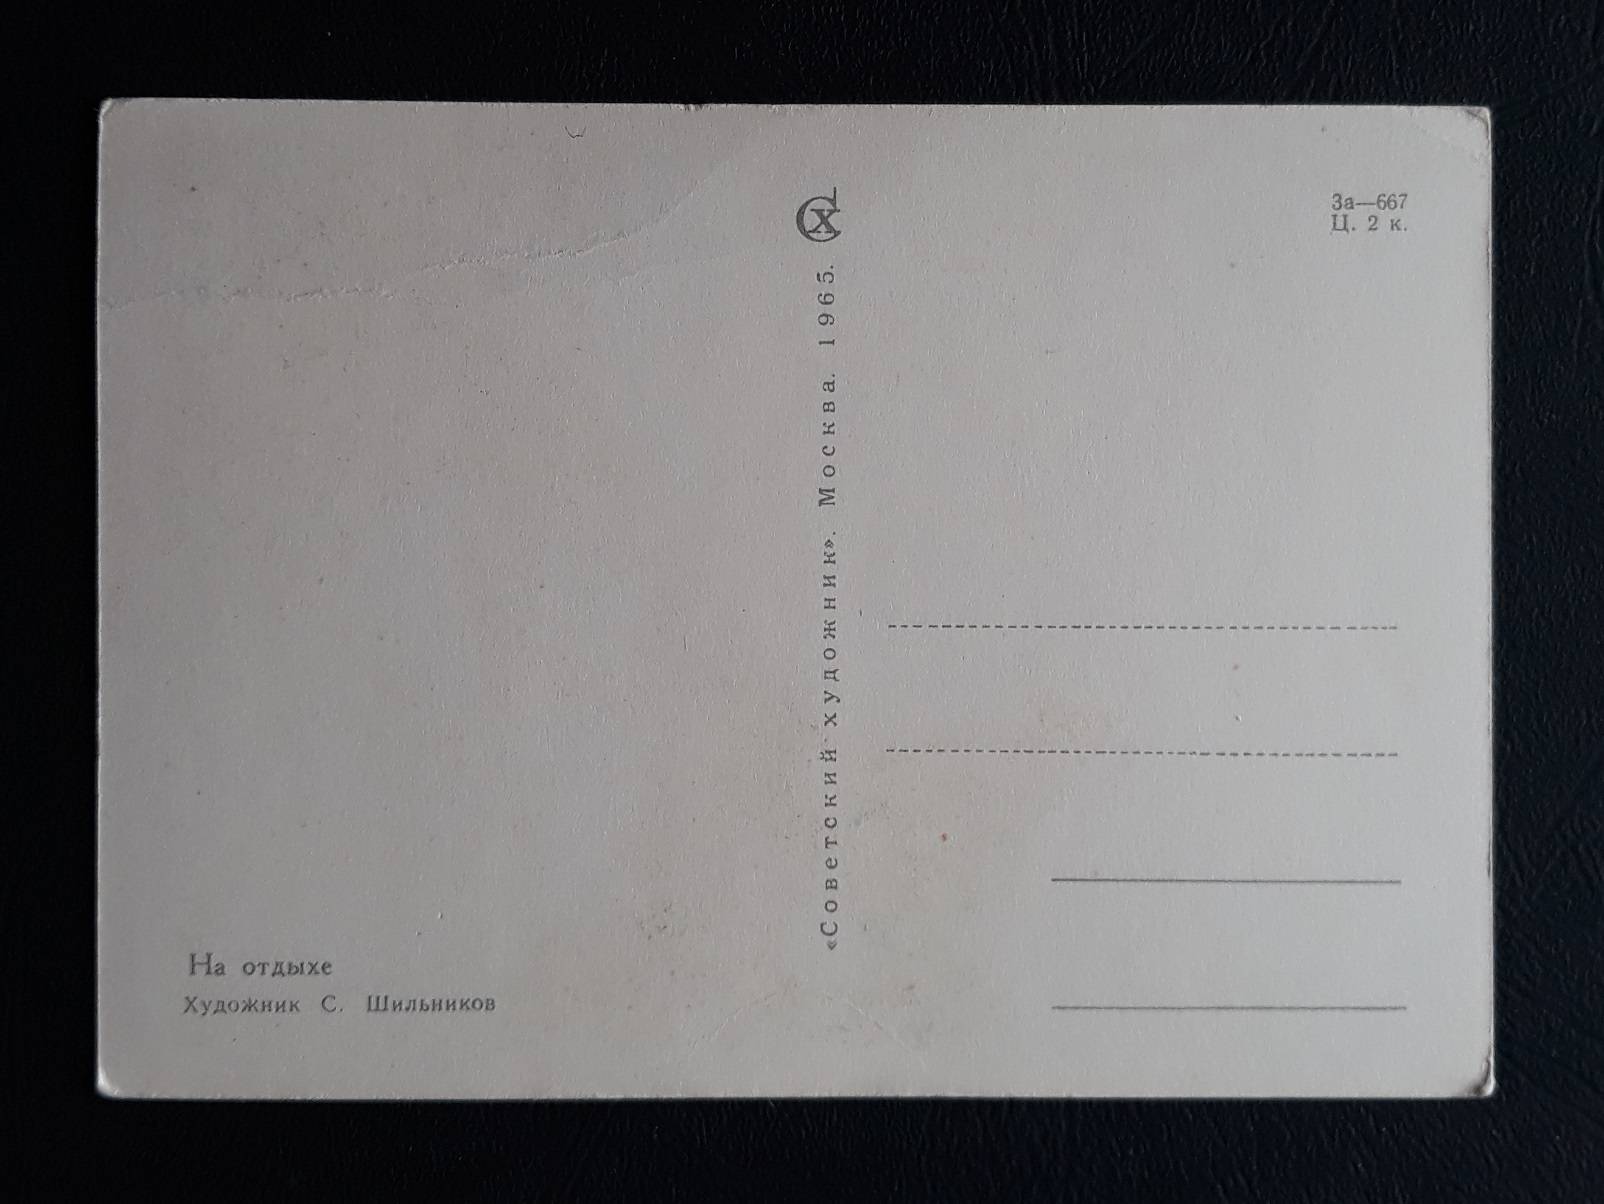 За—667
Ц. 2 к.
«Советский художник». Москва. 1965.
СХ
На отдыхе
Художник С. Шильников